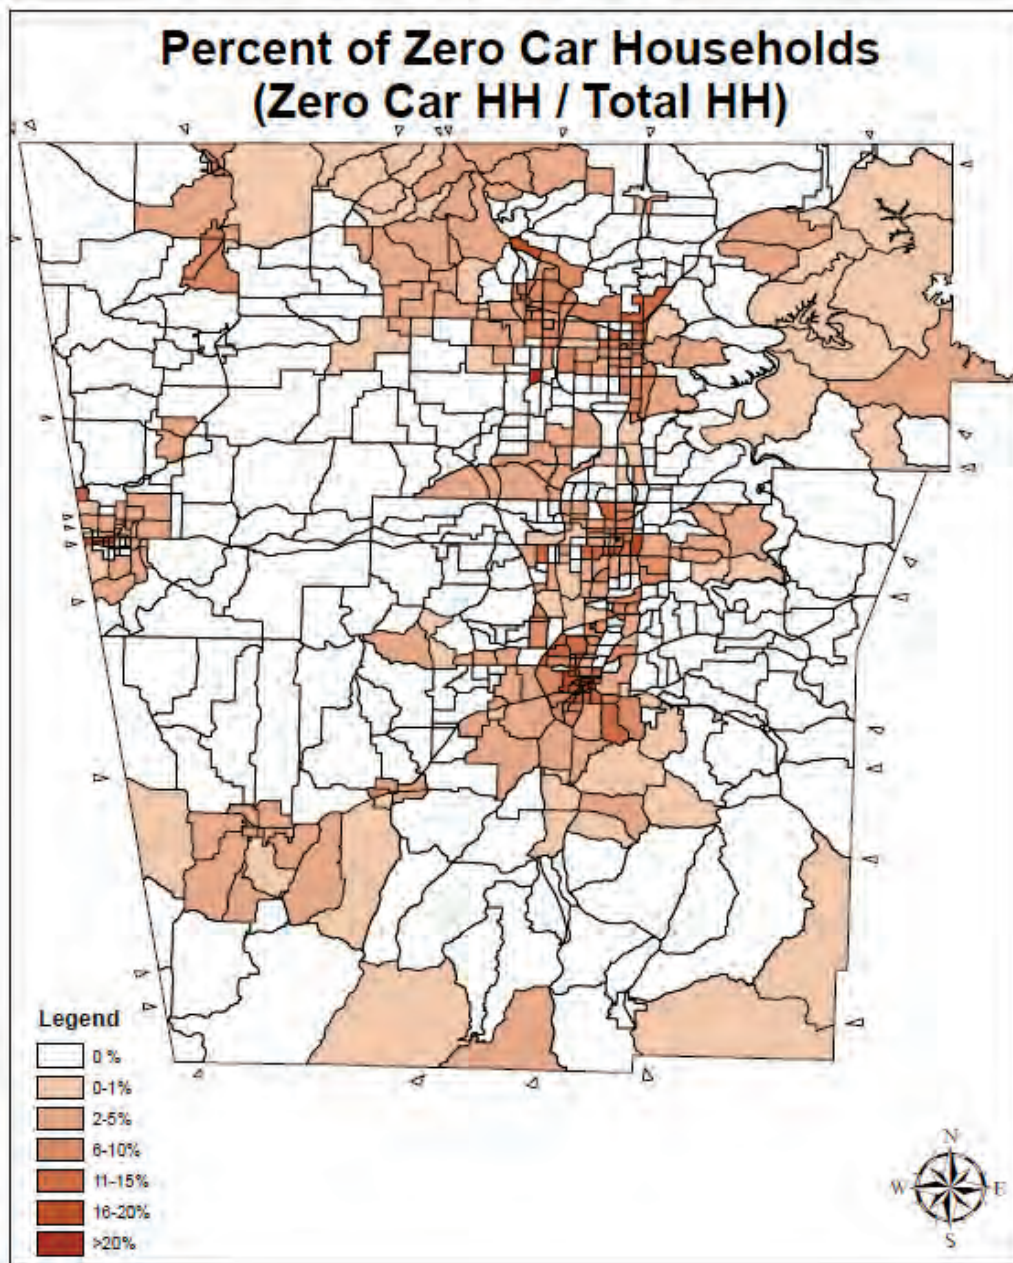 Percent of Zero Car Households
(Zero Car HH / Total HH)
Legend
0 %
0-1%
2-5%
6-10%
11-15%
16-20%
>20%
N
W E
S